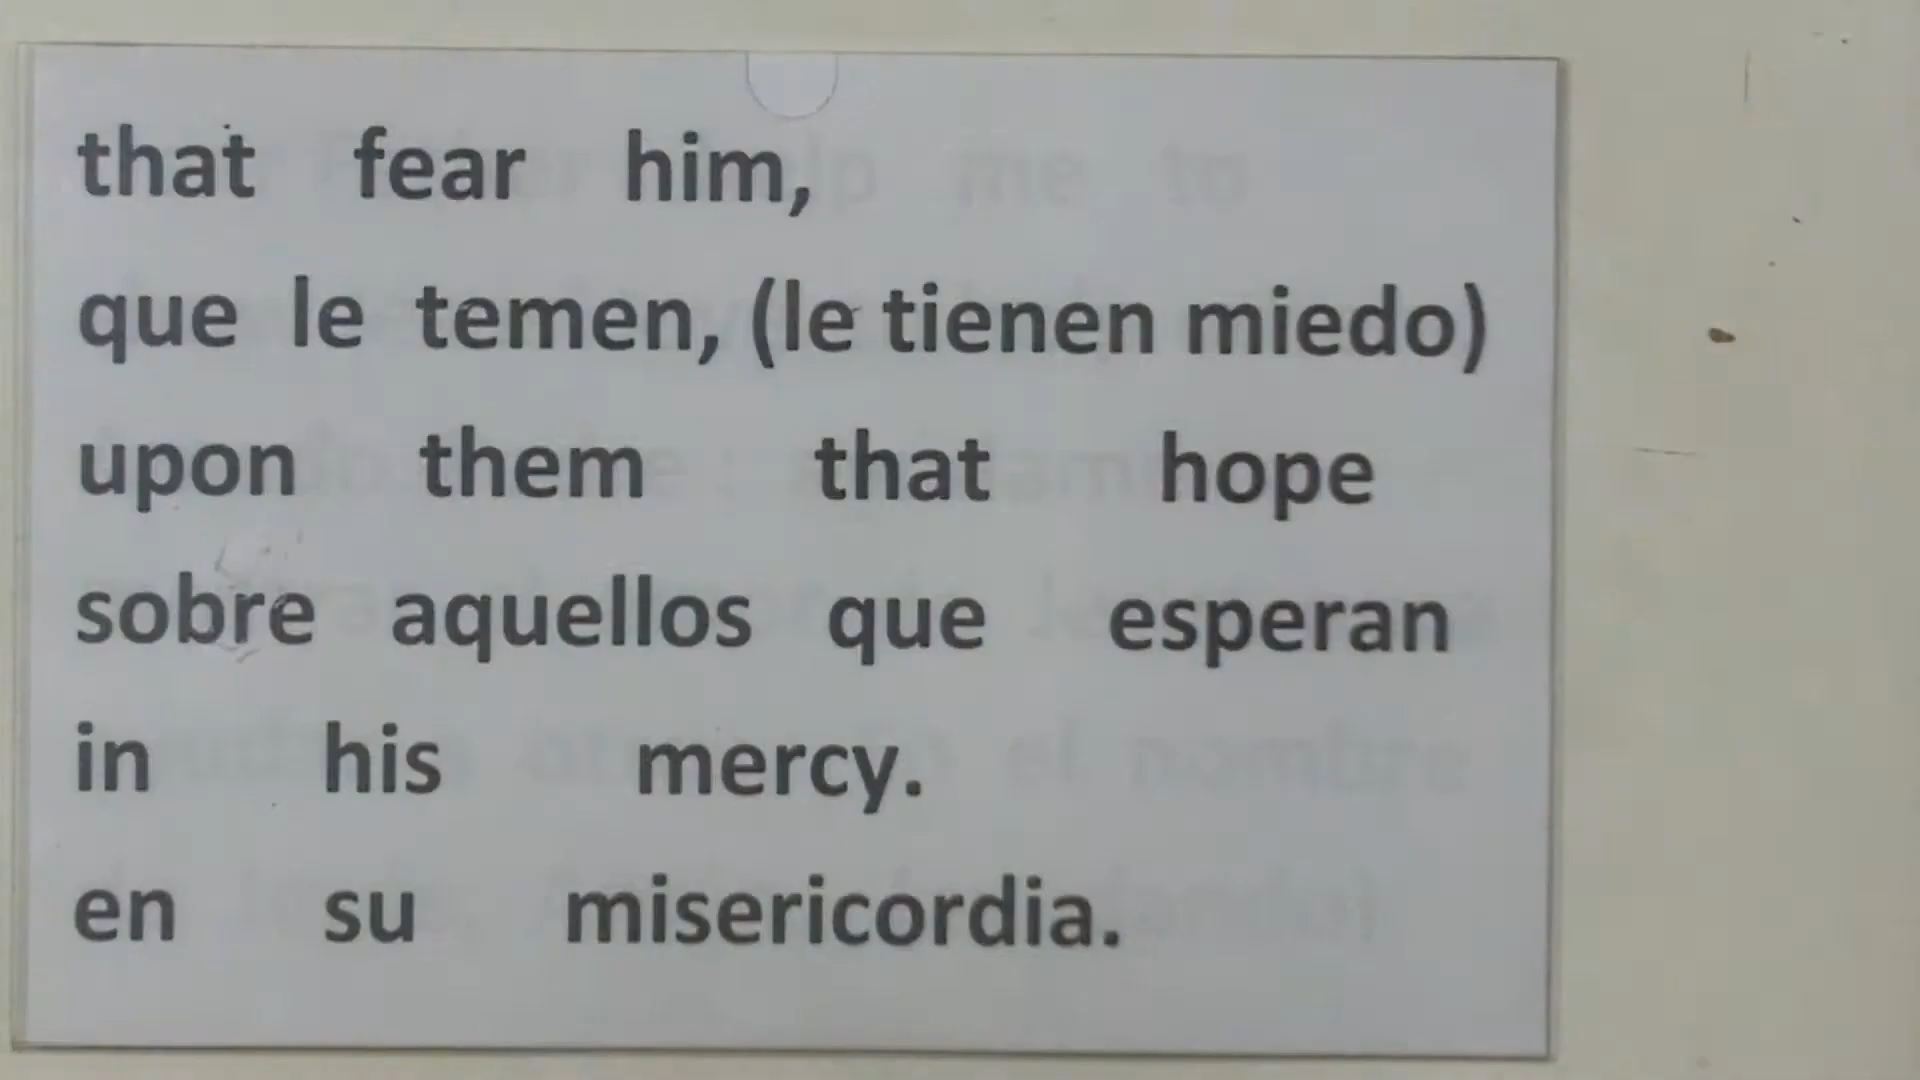 that fear him,
que le temen, (le tienen miedo)
upon them that hope
sobre aquellos que esperan
in his mercy.
en su misericordia.